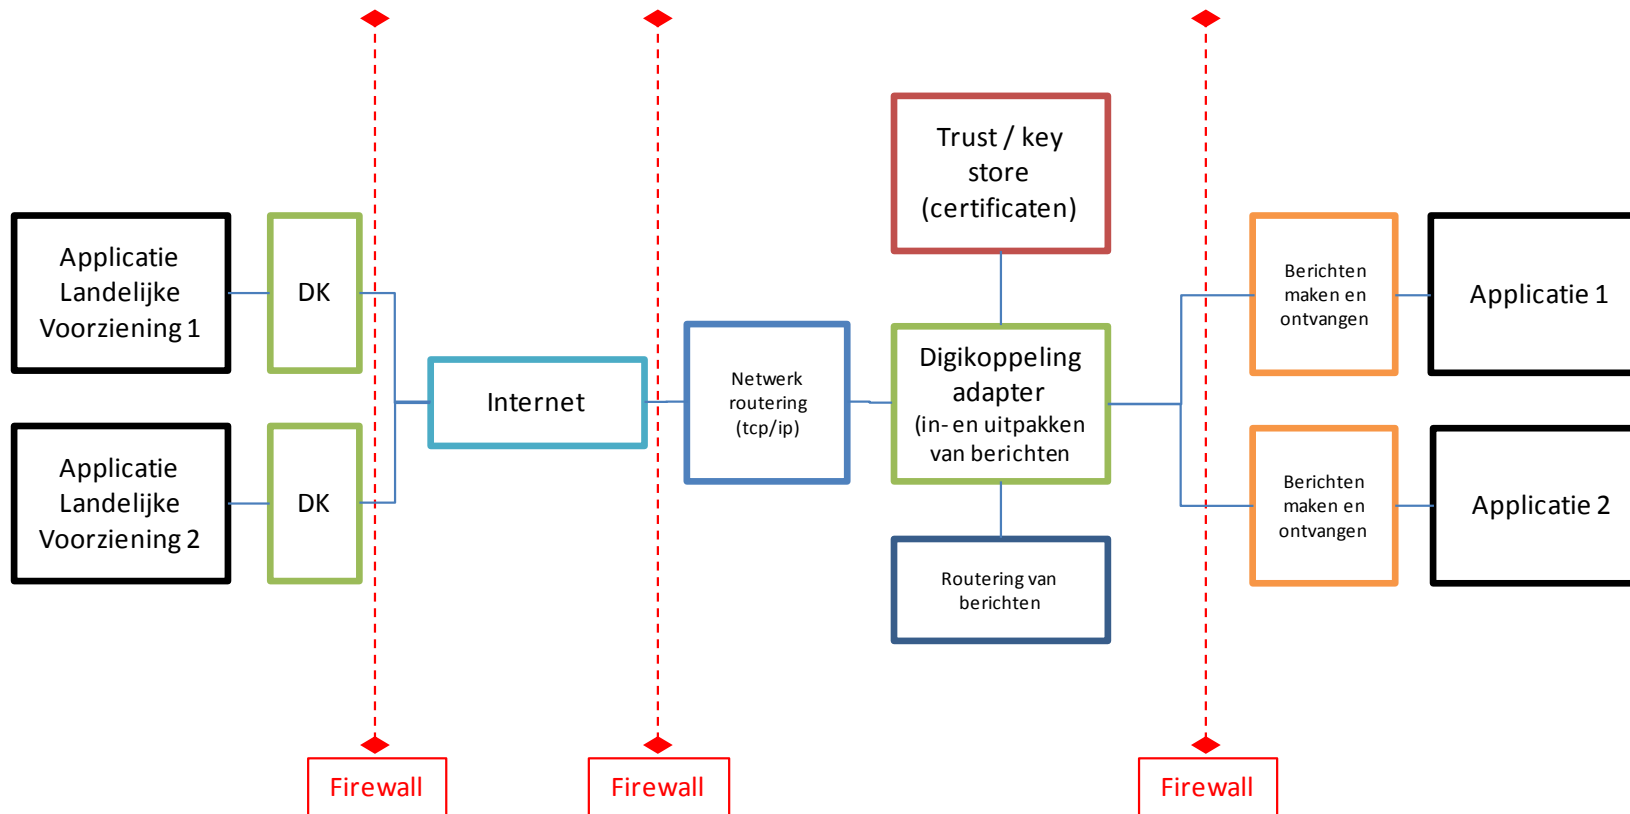 Applicatie
Landelijke
Voorziening 1
DK
Applicatie
Landelijke
Voorziening 2
DK
Internet
Netwerk
routering
(tcp/ip)
Trust / key
store
(certificaten)
Digikoppeling
adapter
(in- en uitpakken
van berichten
Routering van
berichten
Berichten
maken en
ontvangen
Applicatie 1
Berichten
maken en
ontvangen
Applicatie 2
Firewall
Firewall
Firewall